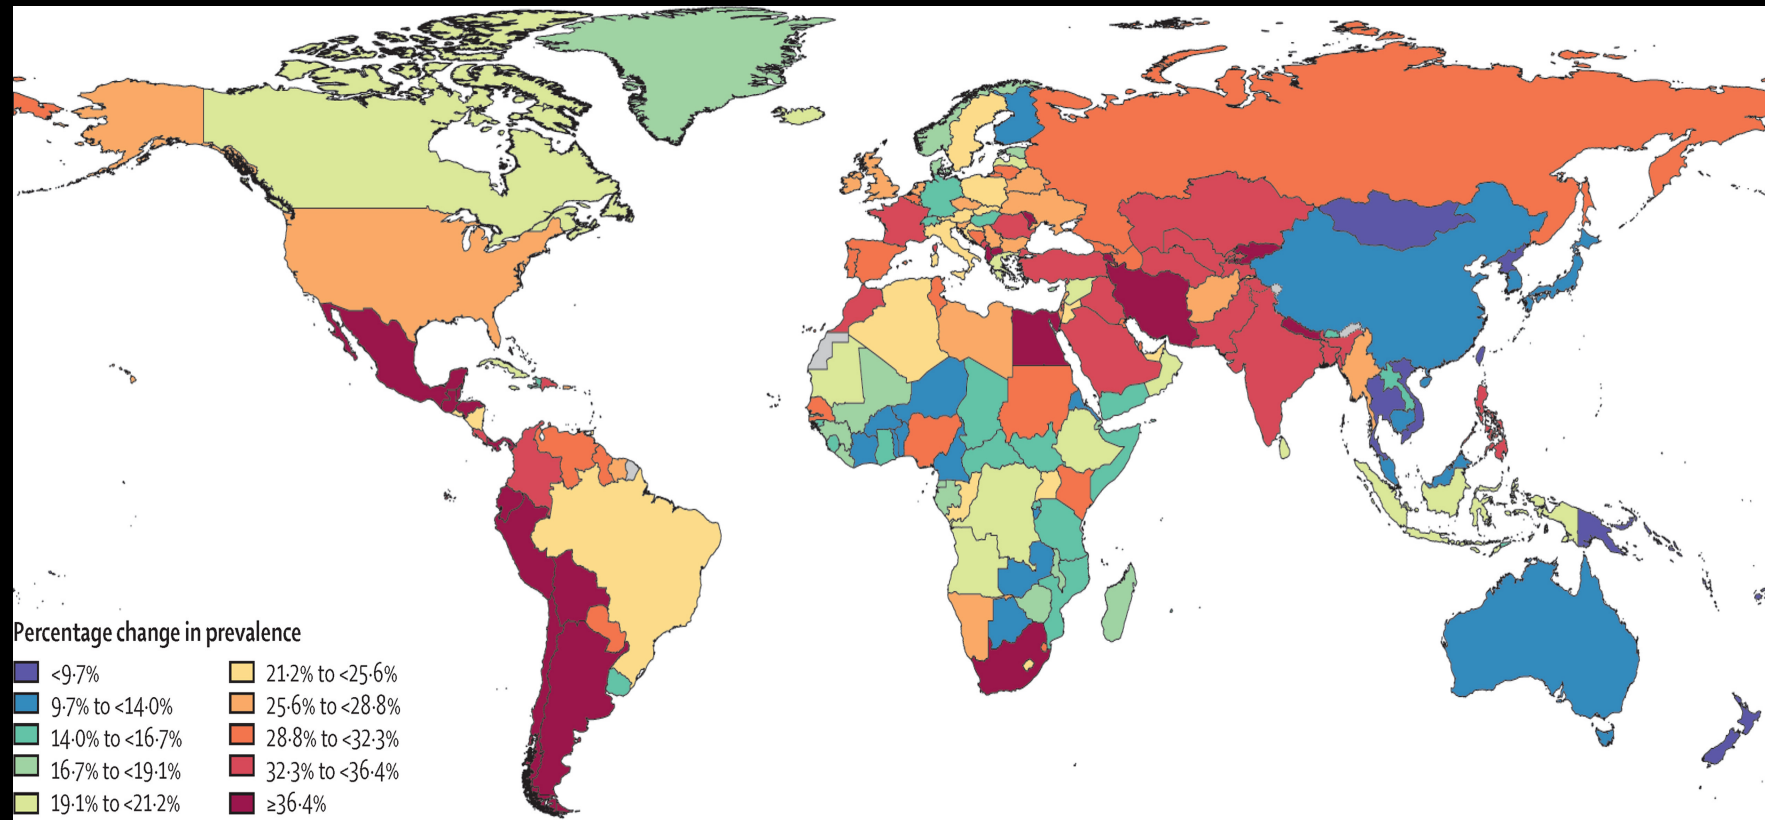 Percentage change in prevalence
<9·7%
9·7% to <14·0%
14·0% to <16·7%
16·7% to <19·1%
19·1% to <21·2%
21·2% to <25·6%
25·6% to <28·8%
28·8% to <32·3%
32·3% to <36·4%
≥36·4%